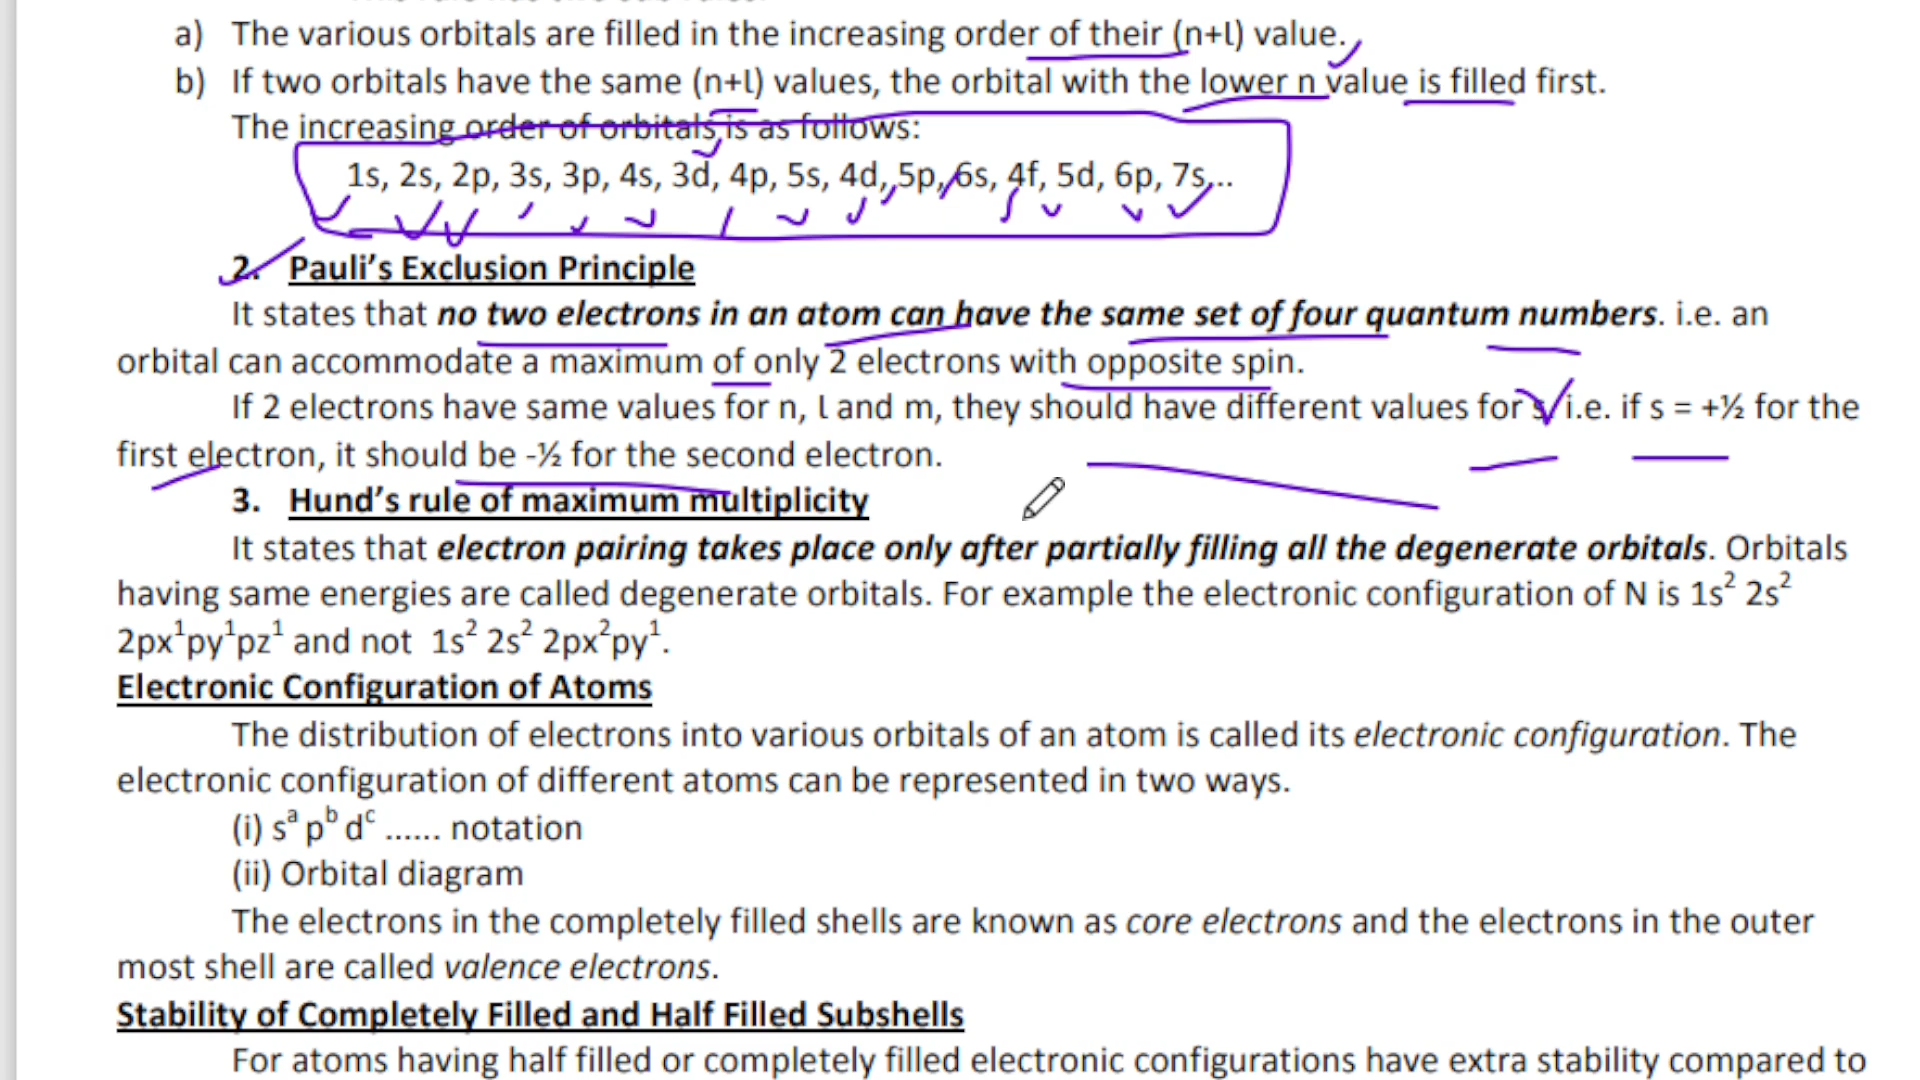 a) The various orbitals are filled in the increasing order of their (n+l) value.
b) If two orbitals have the same (n+l) values, the orbital with the lower n value is filled first.
The increasing order of orbitals is as follows:
1s, 2s, 2p, 3s, 3p, 4s, 3d, 4p, 5s, 4d, 5p, 6s, 4f, 5d, 6p, 7s,..
2. Pauli’s Exclusion Principle
It states that no two electrons in an atom can have the same set of four quantum numbers. i.e. an
orbital can accommodate a maximum of only 2 electrons with opposite spin.
If 2 electrons have same values for n, l and m, they should have different values for i.e. if s = +½ for the
first electron, it should be -½ for the second electron.
3. Hund’s rule of maximum multiplicity
It states that electron pairing takes place only after partially filling all the degenerate orbitals. Orbitals
having same energies are called degenerate orbitals. For example the electronic configuration of N is 1s² 2s²
2px¹py¹pz¹ and not 1s² 2s² 2px²py¹.
Electronic Configuration of Atoms
The distribution of electrons into various orbitals of an atom is called its electronic configuration. The
electronic configuration of different atoms can be represented in two ways.
(i) sᵃ pᵇ dᶜ ...... notation
(ii) Orbital diagram
The electrons in the completely filled shells are known as core electrons and the electrons in the outer
most shell are called valence electrons.
Stability of Completely Filled and Half Filled Subshells
For atoms having half filled or completely filled electronic configurations have extra stability compared to